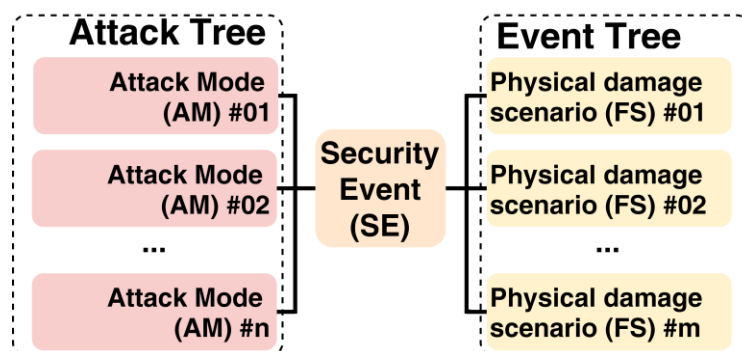 Attack Tree
Attack Mode
(AM) #01
Attack Mode
(AM) #02
...
Attack Mode
(AM) #n
Security
Event
(SE)
Event Tree
Physical damage
scenario (FS) #01
Physical damage
scenario (FS) #02
...
Physical damage
scenario (FS) #m